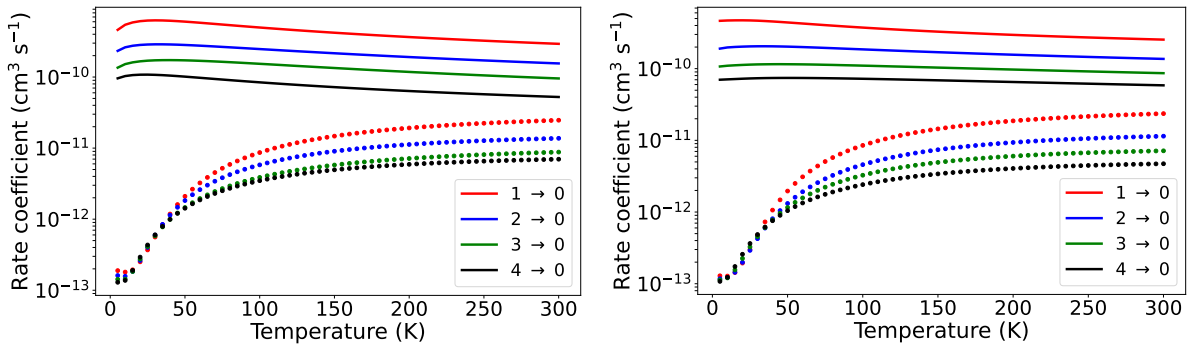 Rate coefficient (cm³ s⁻¹)
10⁻¹⁰
10⁻¹¹
10⁻¹²
10⁻¹³
1 → 0
2 → 0
3 → 0
4 → 0
0 50 100 150 200 250 300
Temperature (K)
Rate coefficient (cm³ s⁻¹)
10⁻¹⁰
10⁻¹¹
10⁻¹²
10⁻¹³
1 → 0
2 → 0
3 → 0
4 → 0
0 50 100 150 200 250 300
Temperature (K)